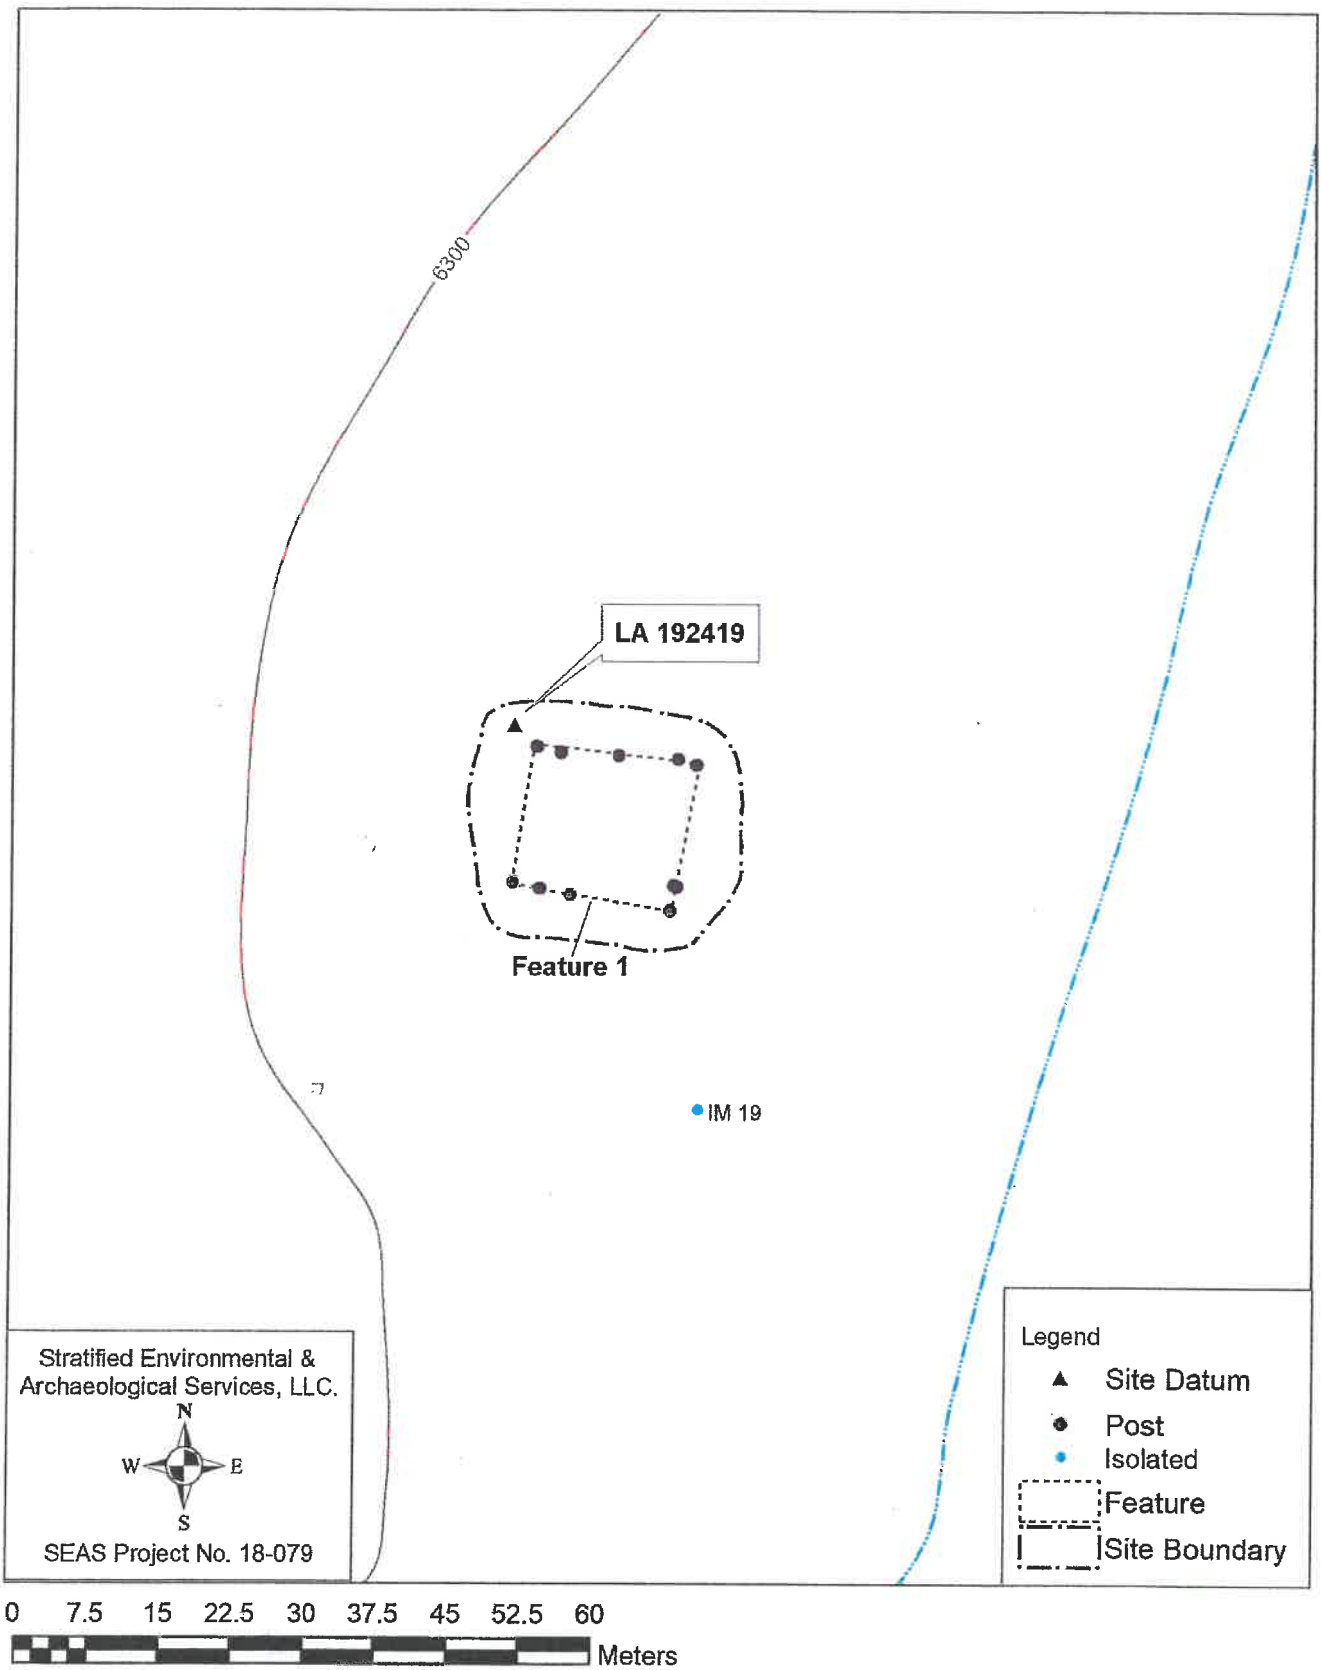 6300
LA 192419
Feature 1
IM 19
Stratified Environmental &
Archaeological Services, LLC.
N
W E
S
SEAS Project No. 18-079
Legend
Site Datum
Post
Isolated
Feature
Site Boundary
0 7.5 15 22.5 30 37.5 45 52.5 60
Meters